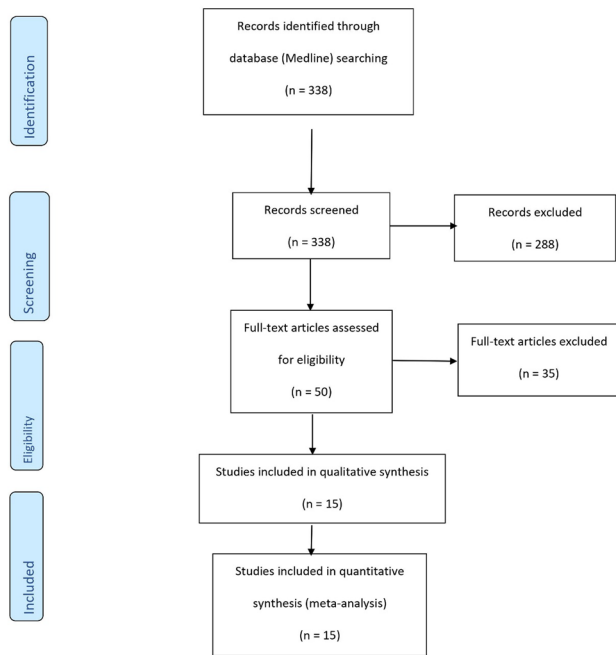 Identification
Records identified through
database (Medline) searching
(n = 338)
Screening
Records screened
(n = 338)
Records excluded
(n = 288)
Eligibility
Full-text articles assessed
for eligibility
(n = 50)
Full-text articles excluded
(n = 35)
Studies included in qualitative synthesis
(n = 15)
Included
Studies included in quantitative
synthesis (meta-analysis)
(n = 15)